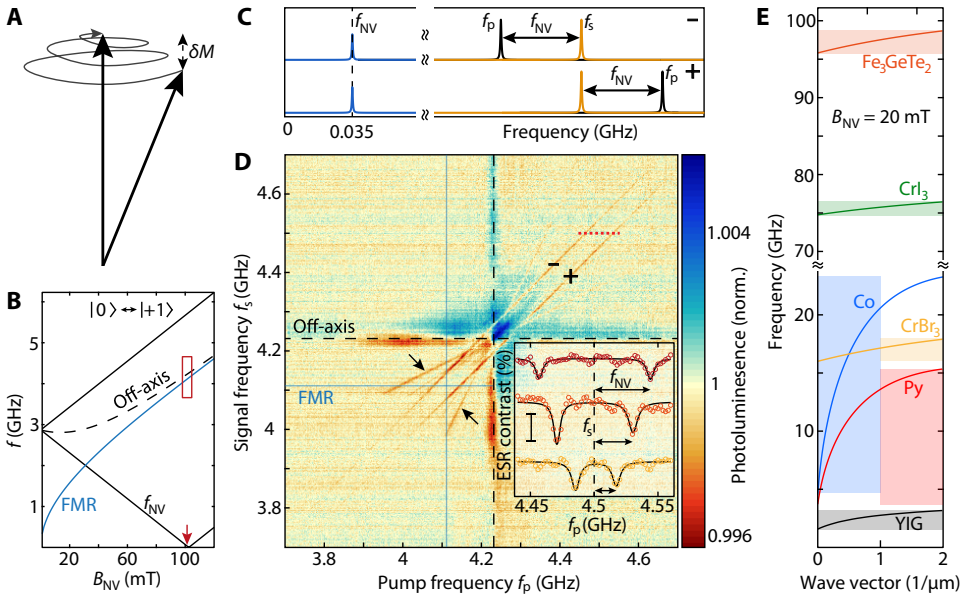 A
δM
B
|0⟩ ↔ |+1⟩
5
3
1
f (GHz)
Off-axis
FMR
f_NV
0
50
100
B_NV (mT)
C
f_NV
f_p
f_NV
f_s
−
f_NV
f_p
+
0
0.035
Frequency (GHz)
D
4.6
4.4
4.2
4
3.8
Signal frequency f_s (GHz)
Off-axis
FMR
−
+
ESR contrast (%)
f_NV
f_s
4.45
4.5
4.55
f_p (GHz)
3.8
4
4.2
4.4
4.6
Pump frequency f_p (GHz)
1.004
1
0.996
Photoluminesence (norm.)
E
100
90
80
70
20
10
Frequency (GHz)
Fe₃GeTe₂
B_NV = 20 mT
CrI₃
Co
CrBr₃
Py
YIG
0
1
2
Wave vector (1/μm)